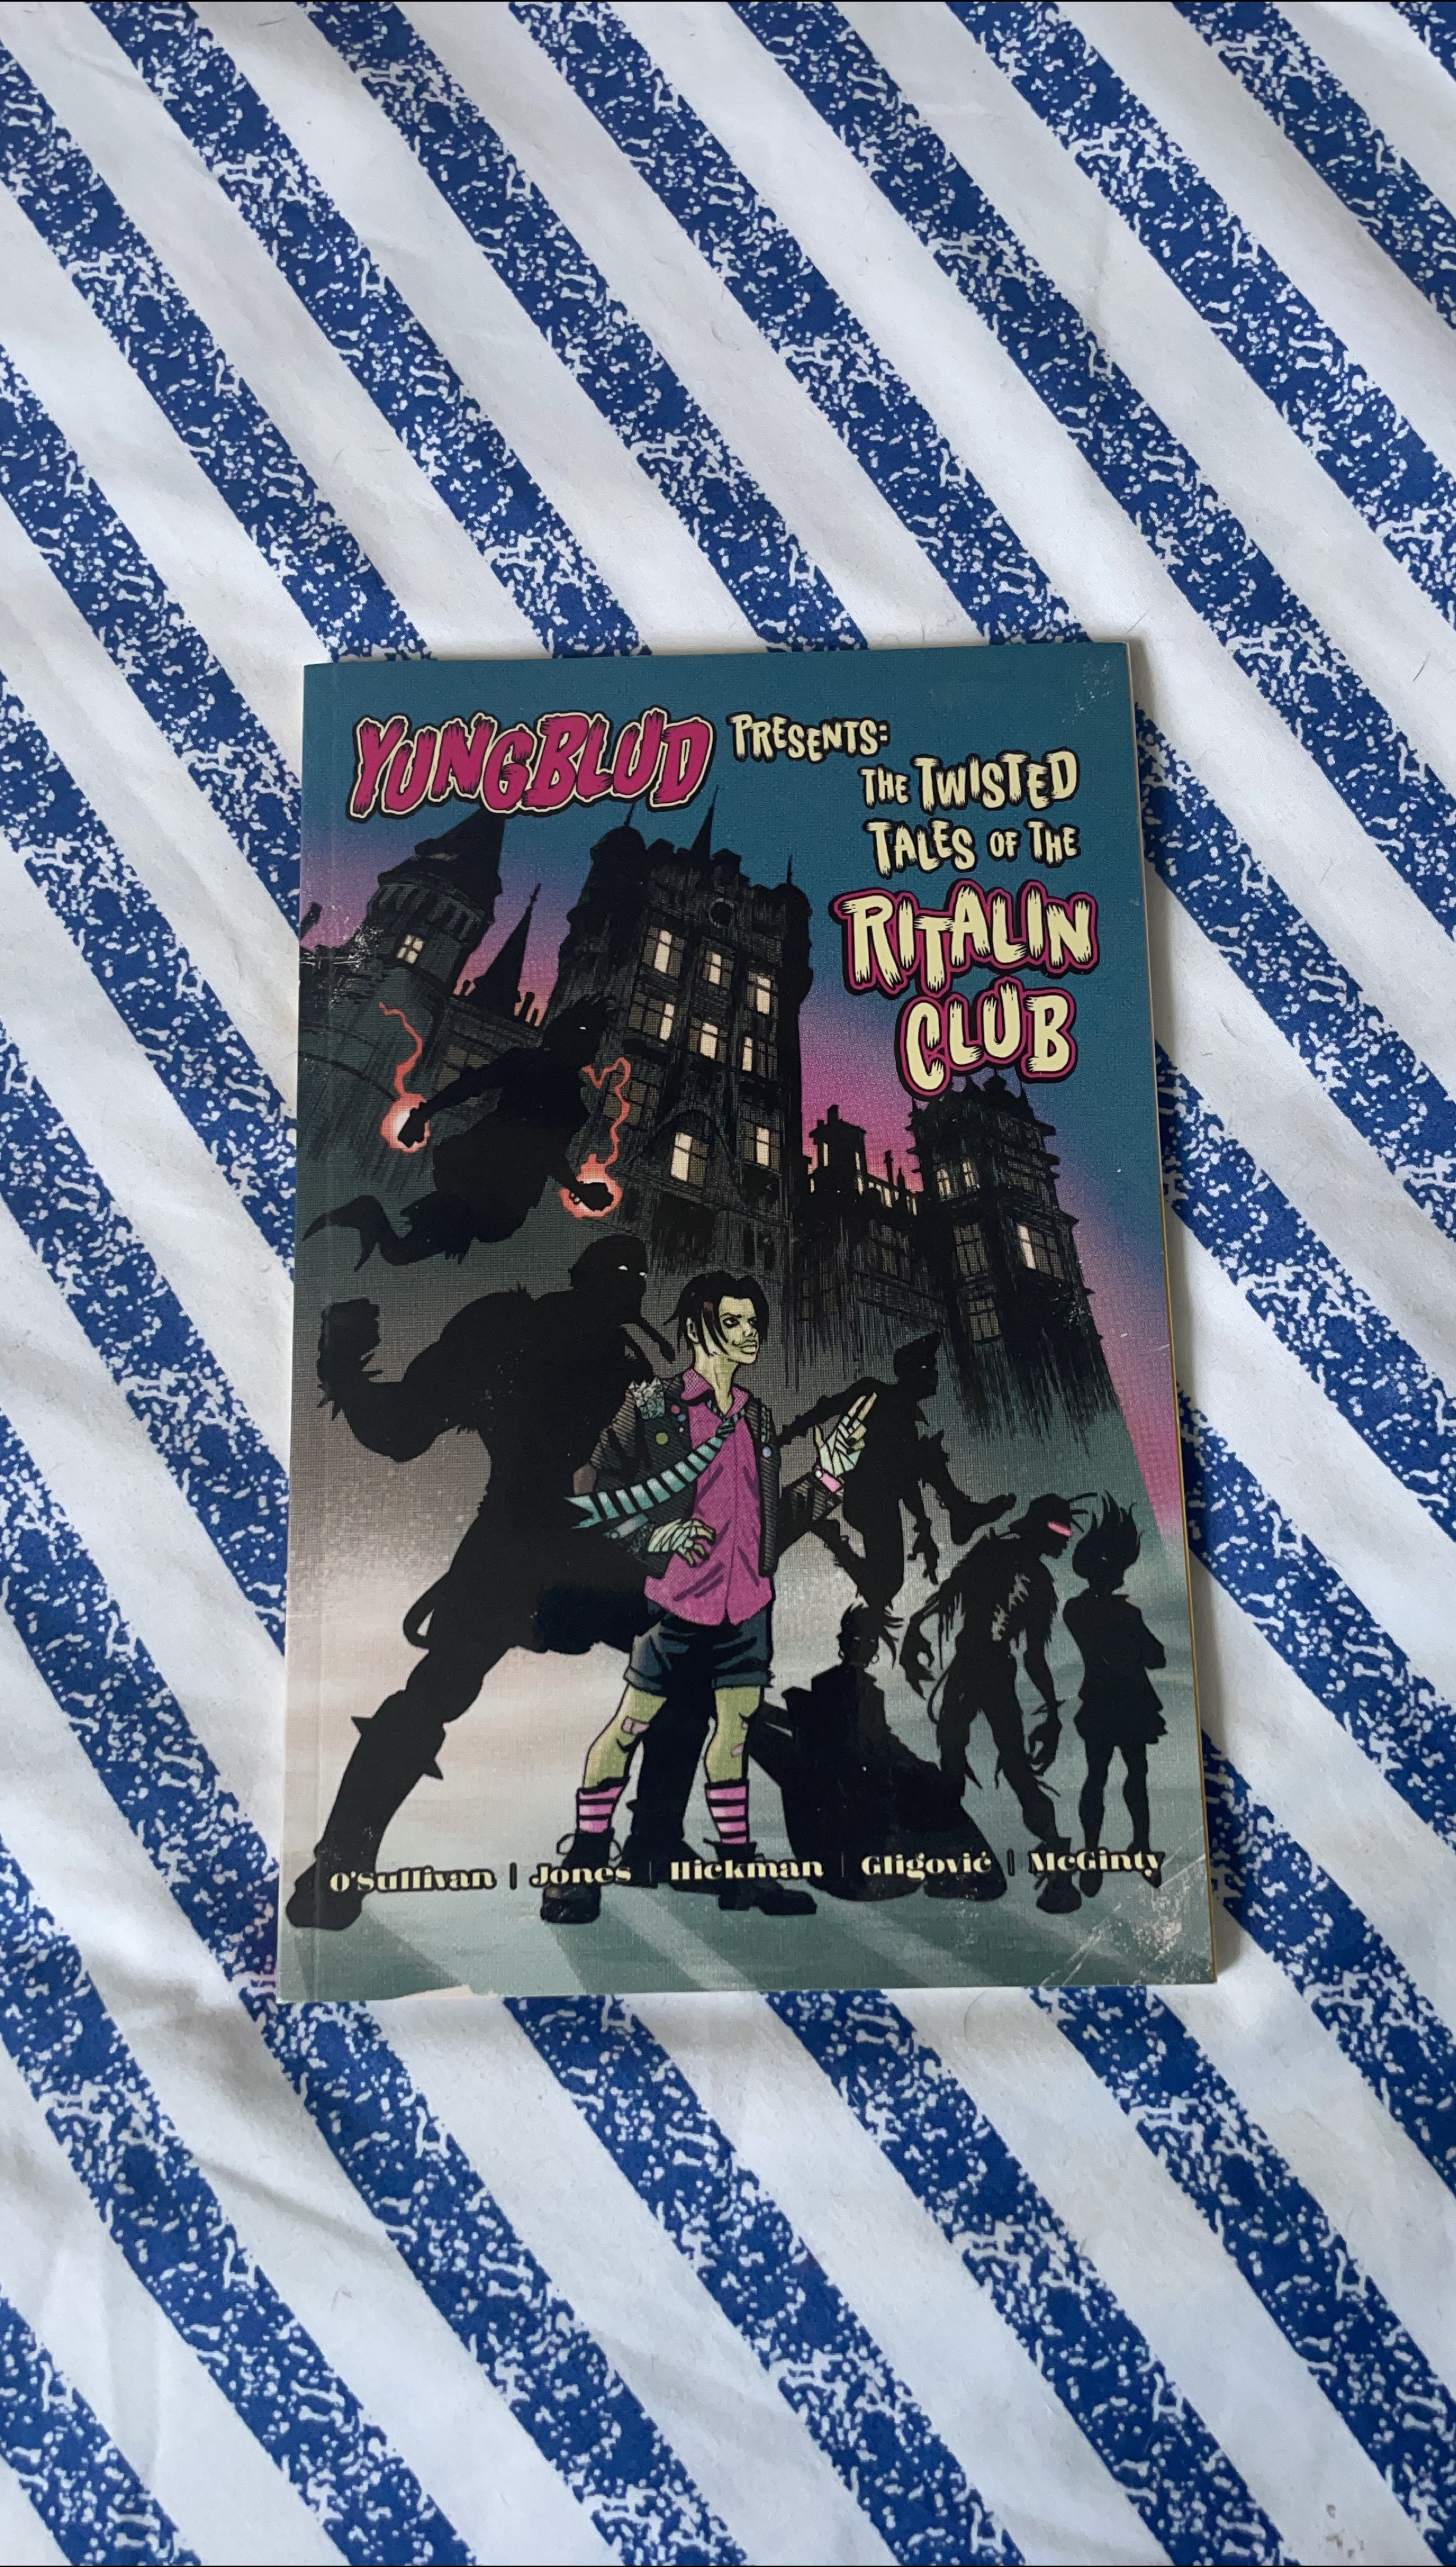 YUNGBLUD PRESENTS:
THE TWISTED
TALES OF THE
RITALIN
CLUB
O'Sullivan | Jones | Hickman | Gligović | McGinty